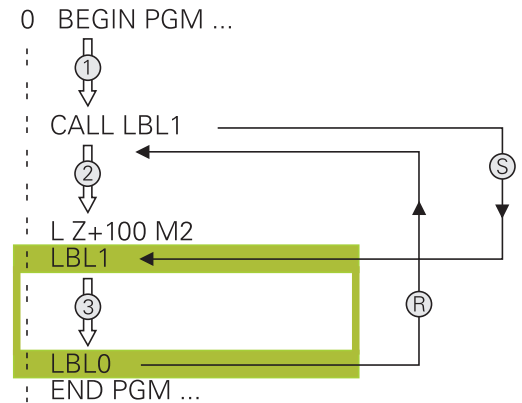 0 BEGIN PGM ...
1
CALL LBL1
S
2
L Z+100 M2
LBL1
3
R
LBL0
END PGM ...